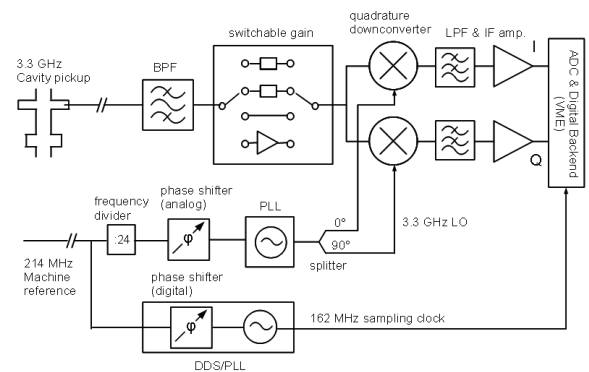 quadrature
downconverter
switchable gain
LPF & IF amp.
I
3.3 GHz
Cavity pickup
BPF
ADC & Digital Backend
(VME)
Q
frequency
divider
phase shifter
(analog)
PLL
0°
90°
3.3 GHz LO
:24
φ
splitter
214 MHz
Machine
reference
phase shifter
(digital)
φ
162 MHz sampling clock
DDS/PLL